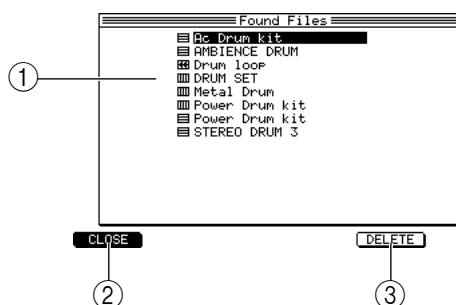 Found Files
Ac Drum kit
AMBIENCE DRUM
Drum loop
DRUM SET
Metal Drum
Power Drum kit
Power Drum kit
STEREO DRUM 3
1
CLOSE
DELETE
2
3